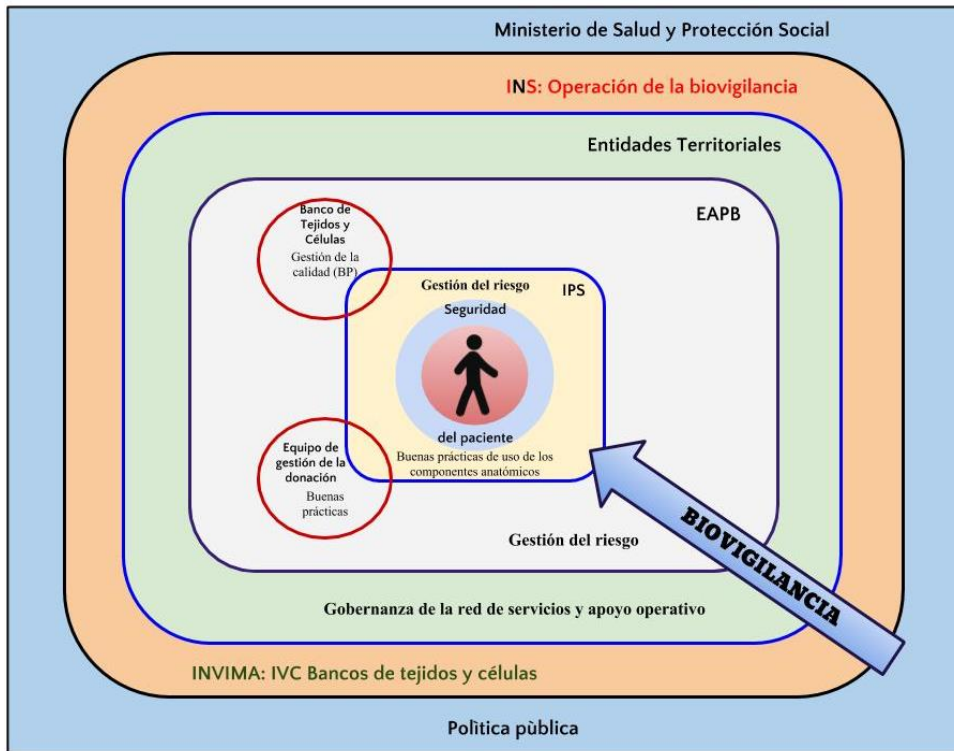 Ministerio de Salud y Protección Social
INS: Operación de la biovigilancia
Entidades Territoriales
EAPB
Banco de
Tejidos y
Células
Gestión de la
calidad (BP)
Gestión del riesgo
IPS
Seguridad
del paciente
Buenas prácticas de uso de los
componentes anatómicos
Equipo de
gestión de la
donación
Buenas
prácticas
BIOVIGILANCIA
Gestión del riesgo
Gobernanza de la red de servicios y apoyo operativo
INVIMA: IVC Bancos de tejidos y células
Polìtica pùblica